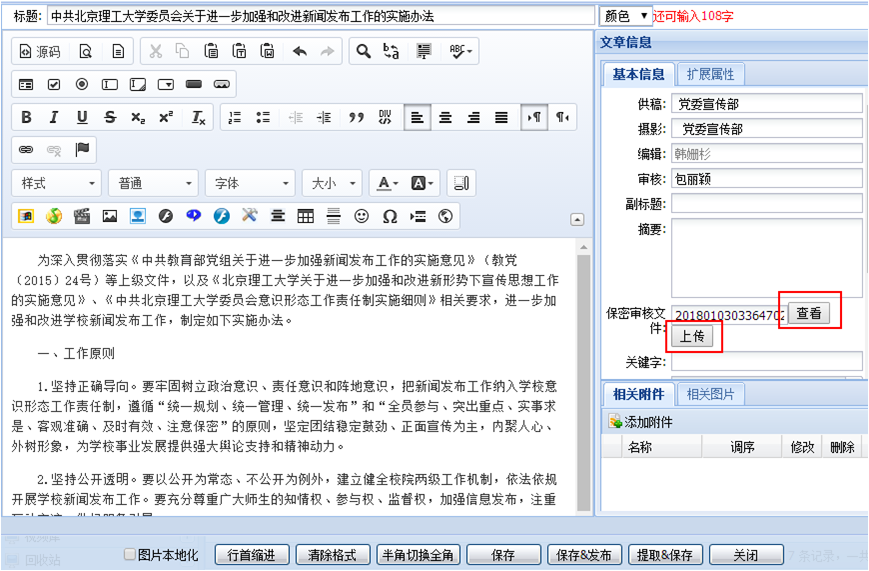 标题: 中共北京理工大学委员会关于进一步加强和改进新闻发布工作的实施办法 颜色 还可输入108字
源码
样式 普通 字体 大小
为深入贯彻落实《中共教育部党组关于进一步加强新闻发布工作的实施意见》（教党
（2015）24号）等上级文件，以及《北京理工大学关于进一步加强和改进新形势下宣传思想工作
的实施意见》、《中共北京理工大学委员会意识形态工作责任制实施细则》相关要求，进一步加
强和改进学校新闻发布工作，制定如下实施办法。
一、工作原则
1.坚持正确导向。要牢固树立政治意识、责任意识和阵地意识，把新闻发布工作纳入学校意
识形态工作责任制，遵循“统一规划、统一管理、统一发布”和“全员参与、突出重点、实事求
是、客观准确、及时有效、注意保密”的原则，坚定团结稳定鼓劲、正面宣传为主，内聚人心、
外树形象，为学校事业发展提供强大舆论支持和精神动力。
2.坚持公开透明。要以公开为常态、不公开为例外，建立健全校院两级工作机制，依法依规
开展学校新闻发布工作。要充分尊重广大师生的知情权、参与权、监督权，加强信息发布，注重
文章信息
基本信息 扩展属性
供稿: 党委宣传部
摄影: 党委宣传部
编辑: 韩姗杉
审核: 包丽颖
副标题:
摘要:
保密审核文件: 2018010303364702 查看
上传
关键字:
相关附件 相关图片
添加附件
名称 调序 修改 删除
回收站
图片本地化 行首缩进 清除格式 半角切换全角 保存 保存&发布 提取&保存 关闭 7 条记录，一共